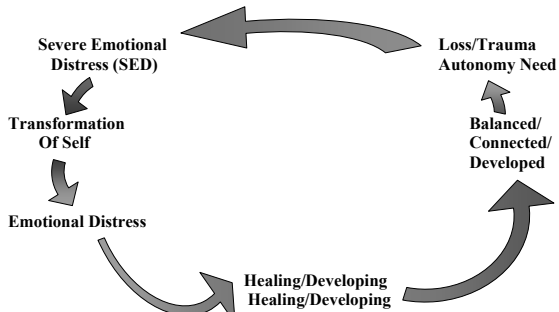 Severe Emotional
Distress (SED)
Loss/Trauma
Autonomy Need
Transformation
Of Self
Balanced/
Connected/
Developed
Emotional Distress
Healing/Developing
Healing/Developing